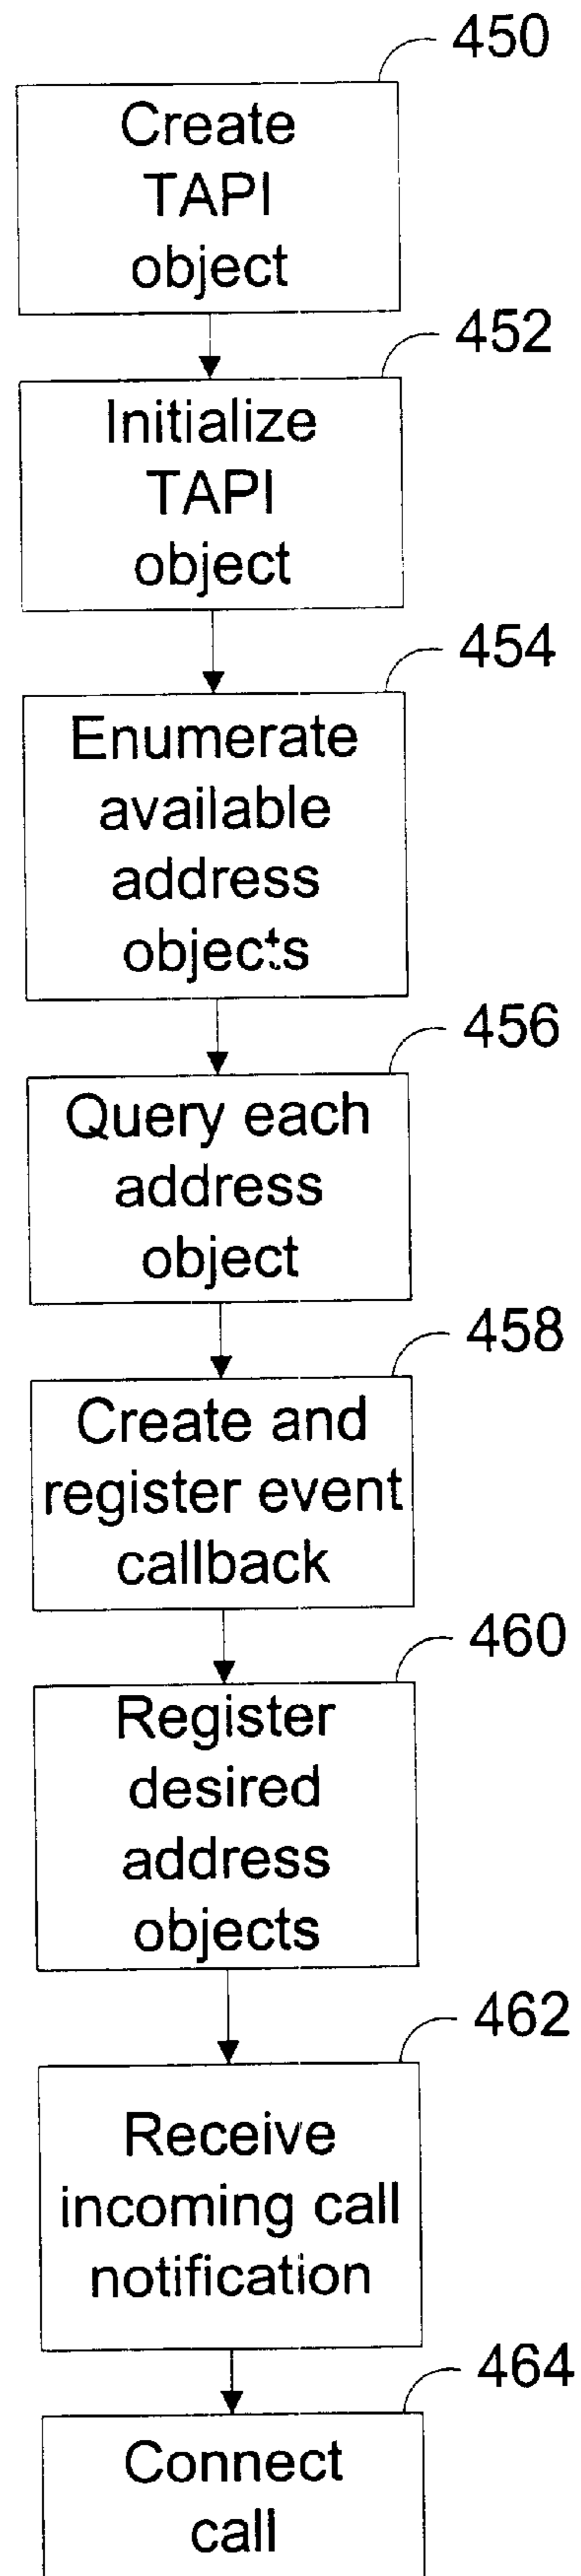 450
Create
TAPI
object
452
Initialize
TAPI
object
454
Enumerate
available
address
objects
456
Query each
address
object
458
Create and
register event
callback
460
Register
desired
address
objects
462
Receive
incoming call
notification
464
Connect
call